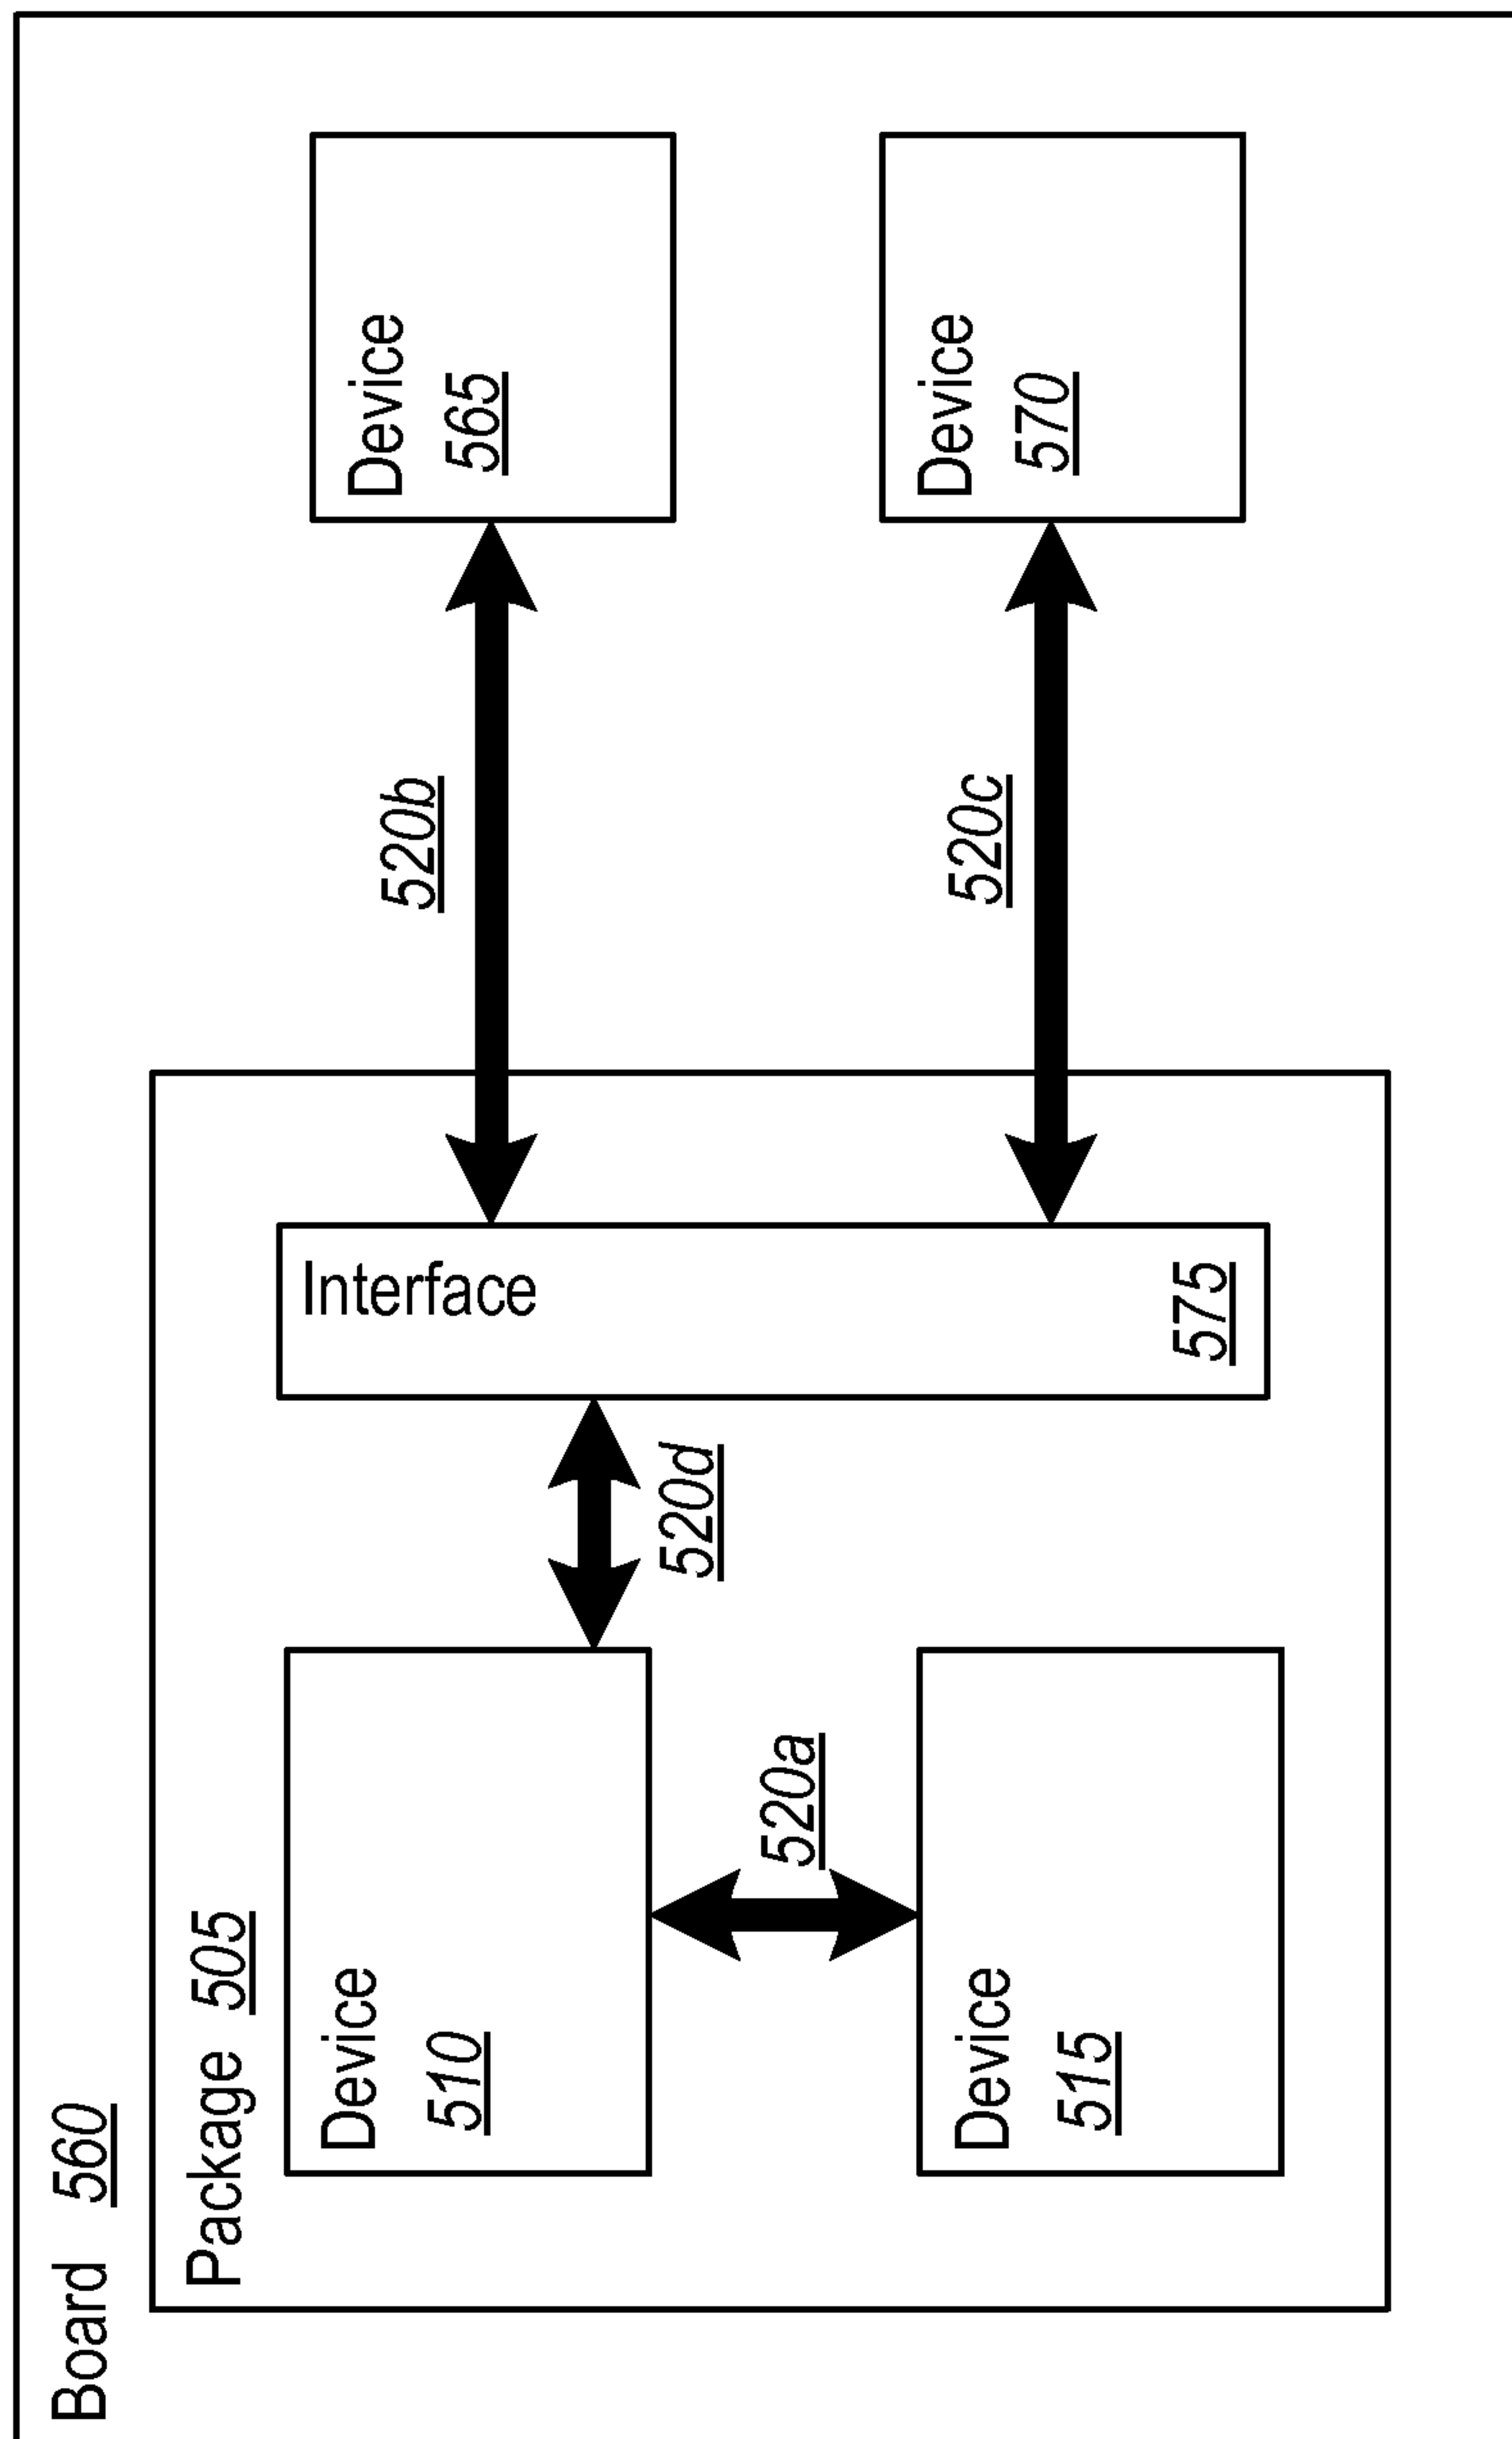 Board 560
Package 505
Device
510
520a
Device
515
520d
Interface
575
520b
Device
565
520c
Device
570